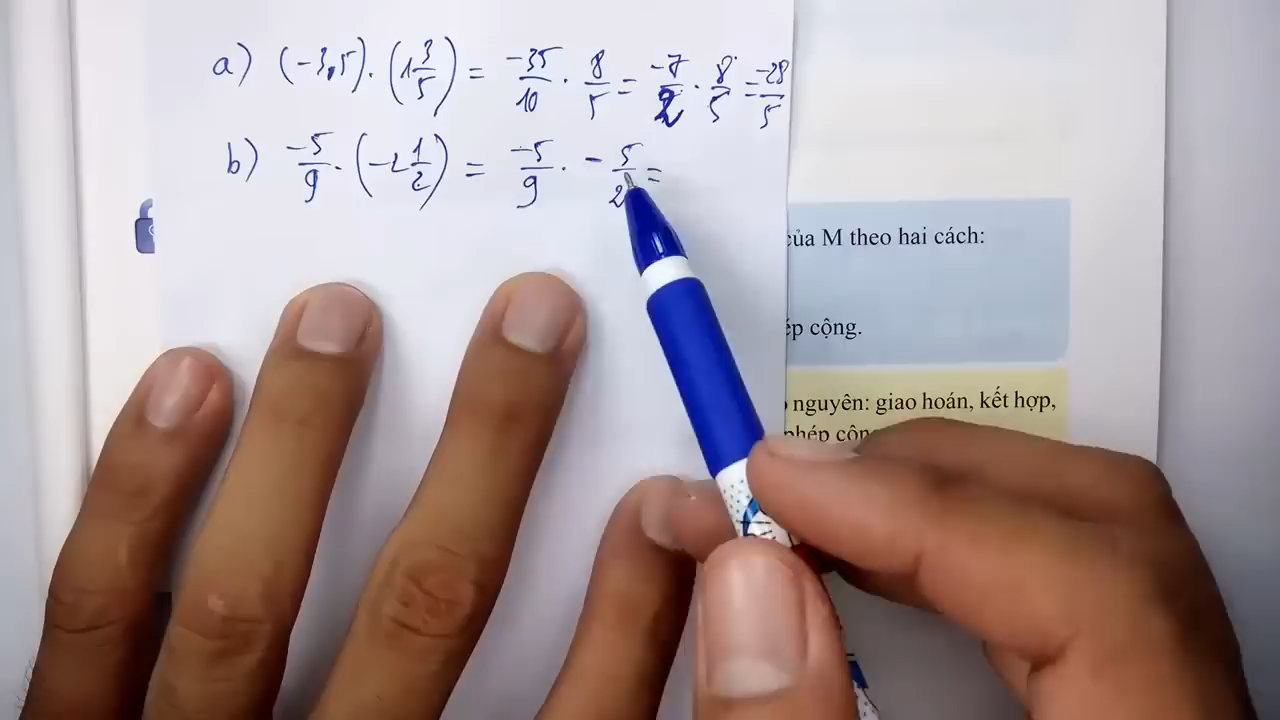 a) (-3,5) . (1 3/5) = -35/10 . 8/5 = -7/2 . 8/5 = -28/5
b) -5/9 . (-2 1/2) = -5/9 . - 5/2 =
của M theo hai cách:
ép cộng.
nguyên: giao hoán, kết hợp,
phép cộng